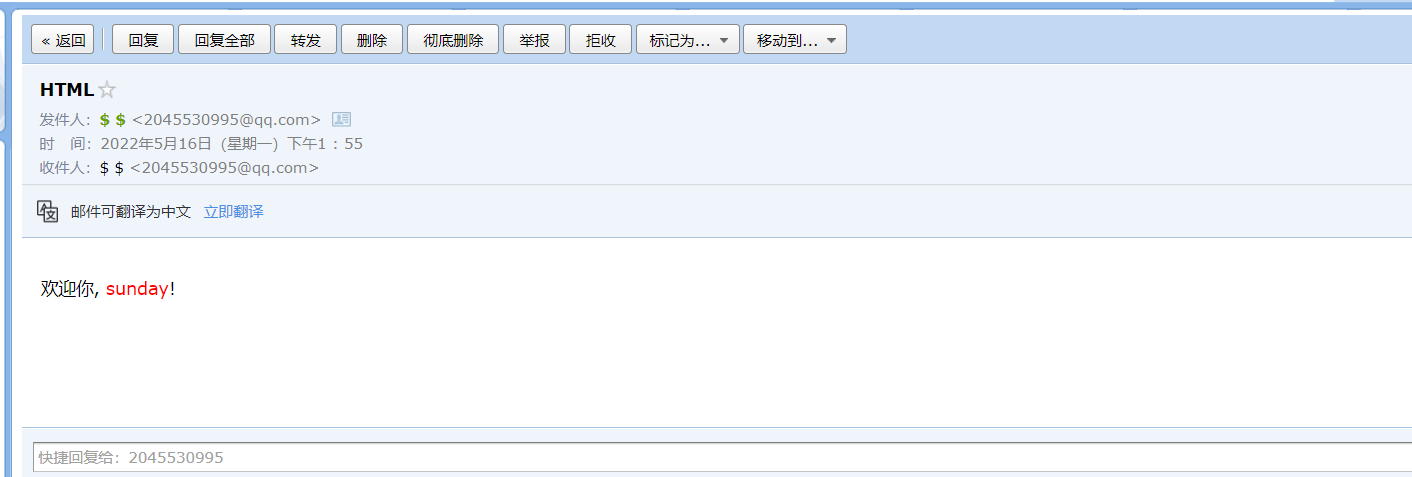 « 返回 回复 回复全部 转发 删除 彻底删除 举报 拒收 标记为... 移动到...
HTML
发件人：$ $ <2045530995@qq.com>
时 间：2022年5月16日（星期一）下午1：55
收件人：$ $ <2045530995@qq.com>
邮件可翻译为中文 立即翻译
欢迎你, sunday!
快捷回复给：2045530995